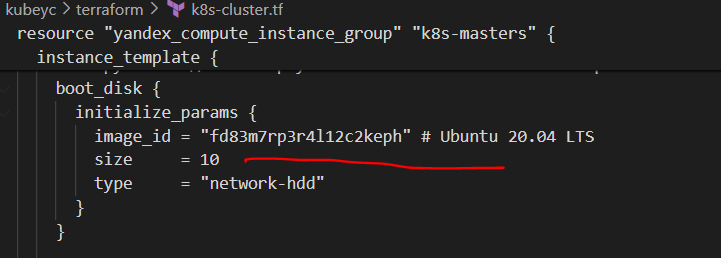 kubeyc > terraform > k8s-cluster.tf
resource "yandex_compute_instance_group" "k8s-masters" {
instance_template {
boot_disk {
initialize_params {
image_id = "fd83m7rp3r4l12c2keph" # Ubuntu 20.04 LTS
size = 10
type = "network-hdd"
}
}